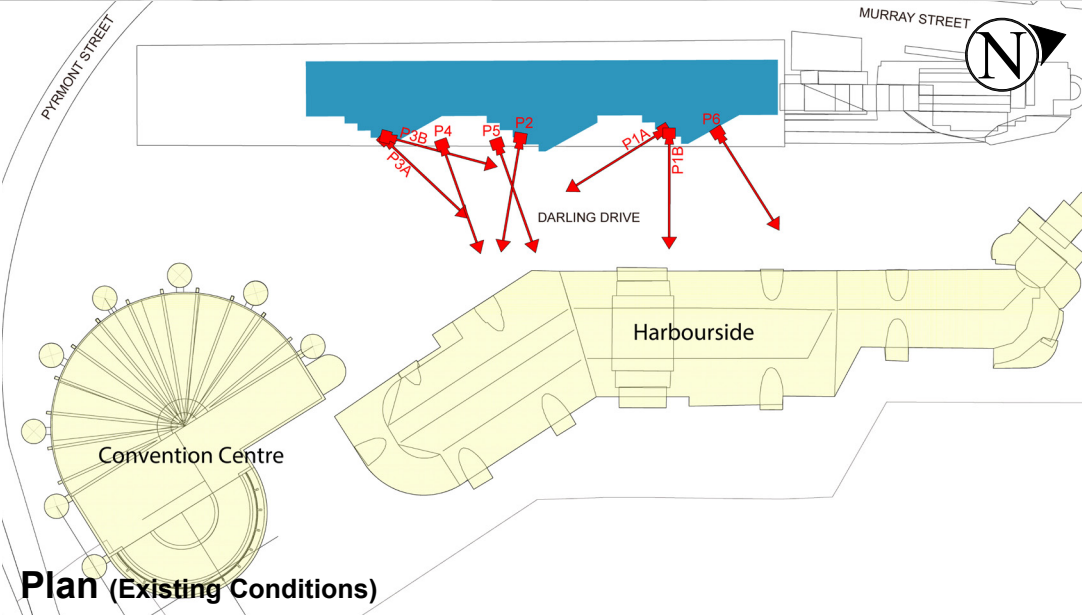 PYRMONT STREET
MURRAY STREET
N
P3B
P4
P5
P2
P1A
P6
P3A
P1B
DARLING DRIVE
Harbourside
Convention Centre
Plan (Existing Conditions)